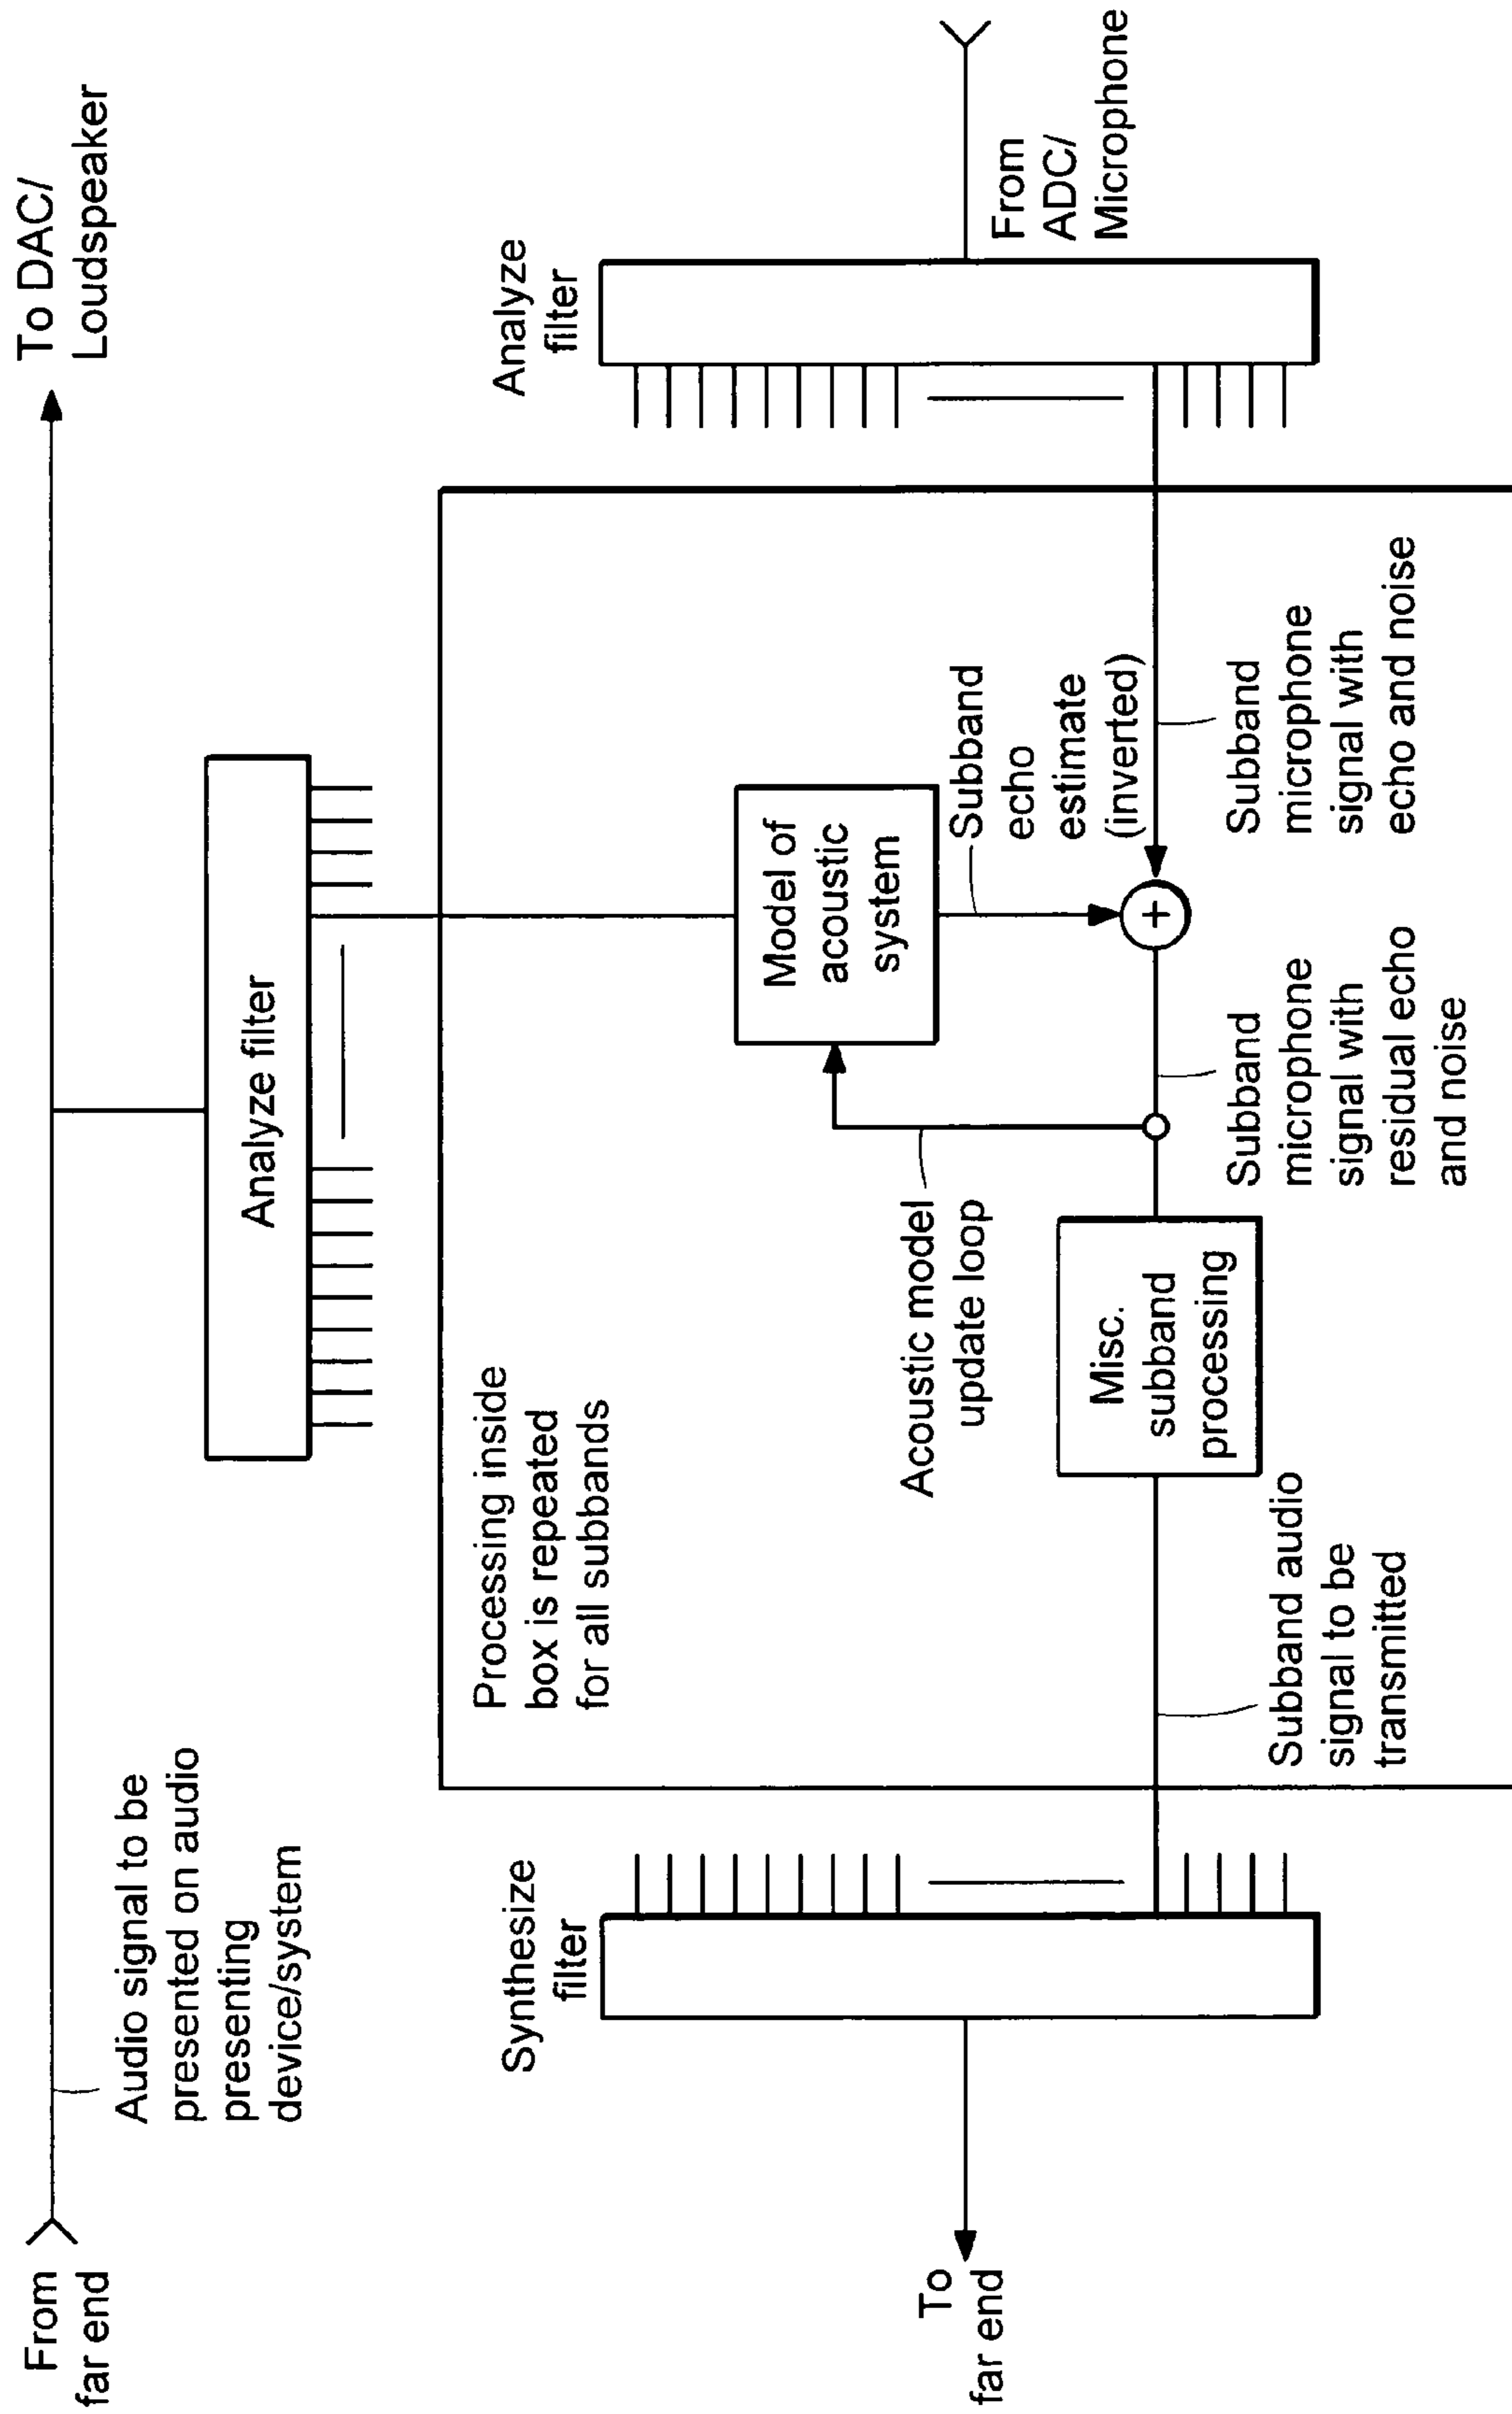 From
far end
Audio signal to be
presented on audio
presenting
device/system
To DAC/
Loudspeaker
Analyze filter
Processing inside
box is repeated
for all subbands
Synthesize
filter
Analyze
filter
Model of
acoustic
system
Subband
echo
estimate
(inverted)
Acoustic model
update loop
From
ADC/
Microphone
To
far end
Misc.
subband
processing
+
Subband audio
signal to be
transmitted
Subband
microphone
signal with
residual echo
and noise
Subband
microphone
signal with
echo and noise